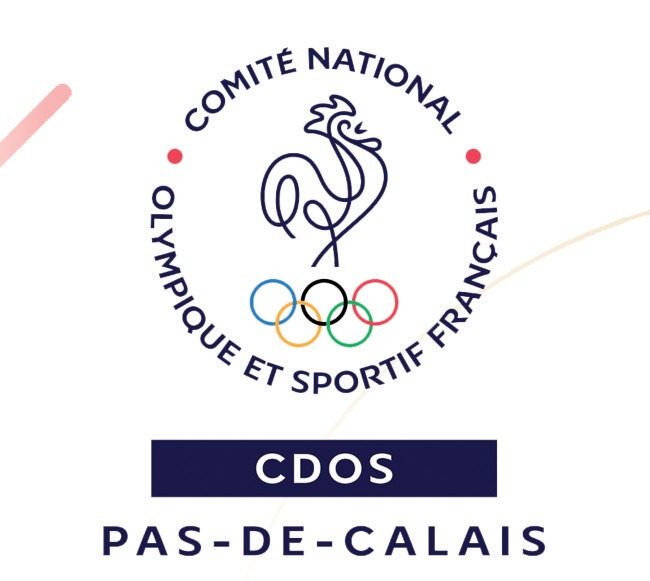 COMITÉ NATIONAL
OLYMPIQUE ET SPORTIF FRANÇAIS
CDOS
PAS-DE-CALAIS